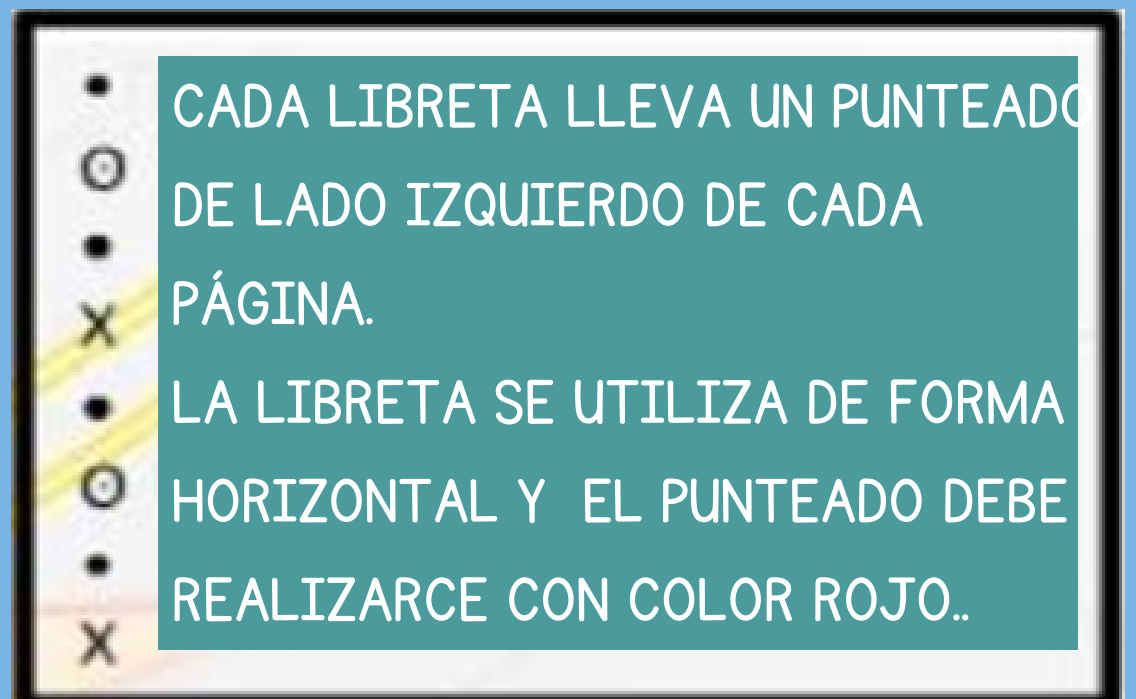 CADA LIBRETA LLEVA UN PUNTEADO
DE LADO IZQUIERDO DE CADA
PÁGINA.
LA LIBRETA SE UTILIZA DE FORMA
HORIZONTAL Y EL PUNTEADO DEBE
REALIZARCE CON COLOR ROJO..